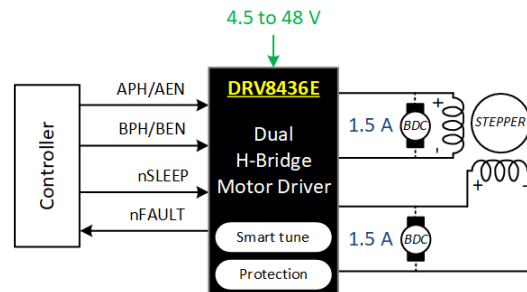 4.5 to 48 V
DRV8436E
Dual
H-Bridge
Motor Driver
Smart tune
Protection
Controller
APH/AEN
BPH/BEN
nSLEEP
nFAULT
1.5 A
BDC
+
-
STEPPER
+
-
1.5 A
BDC